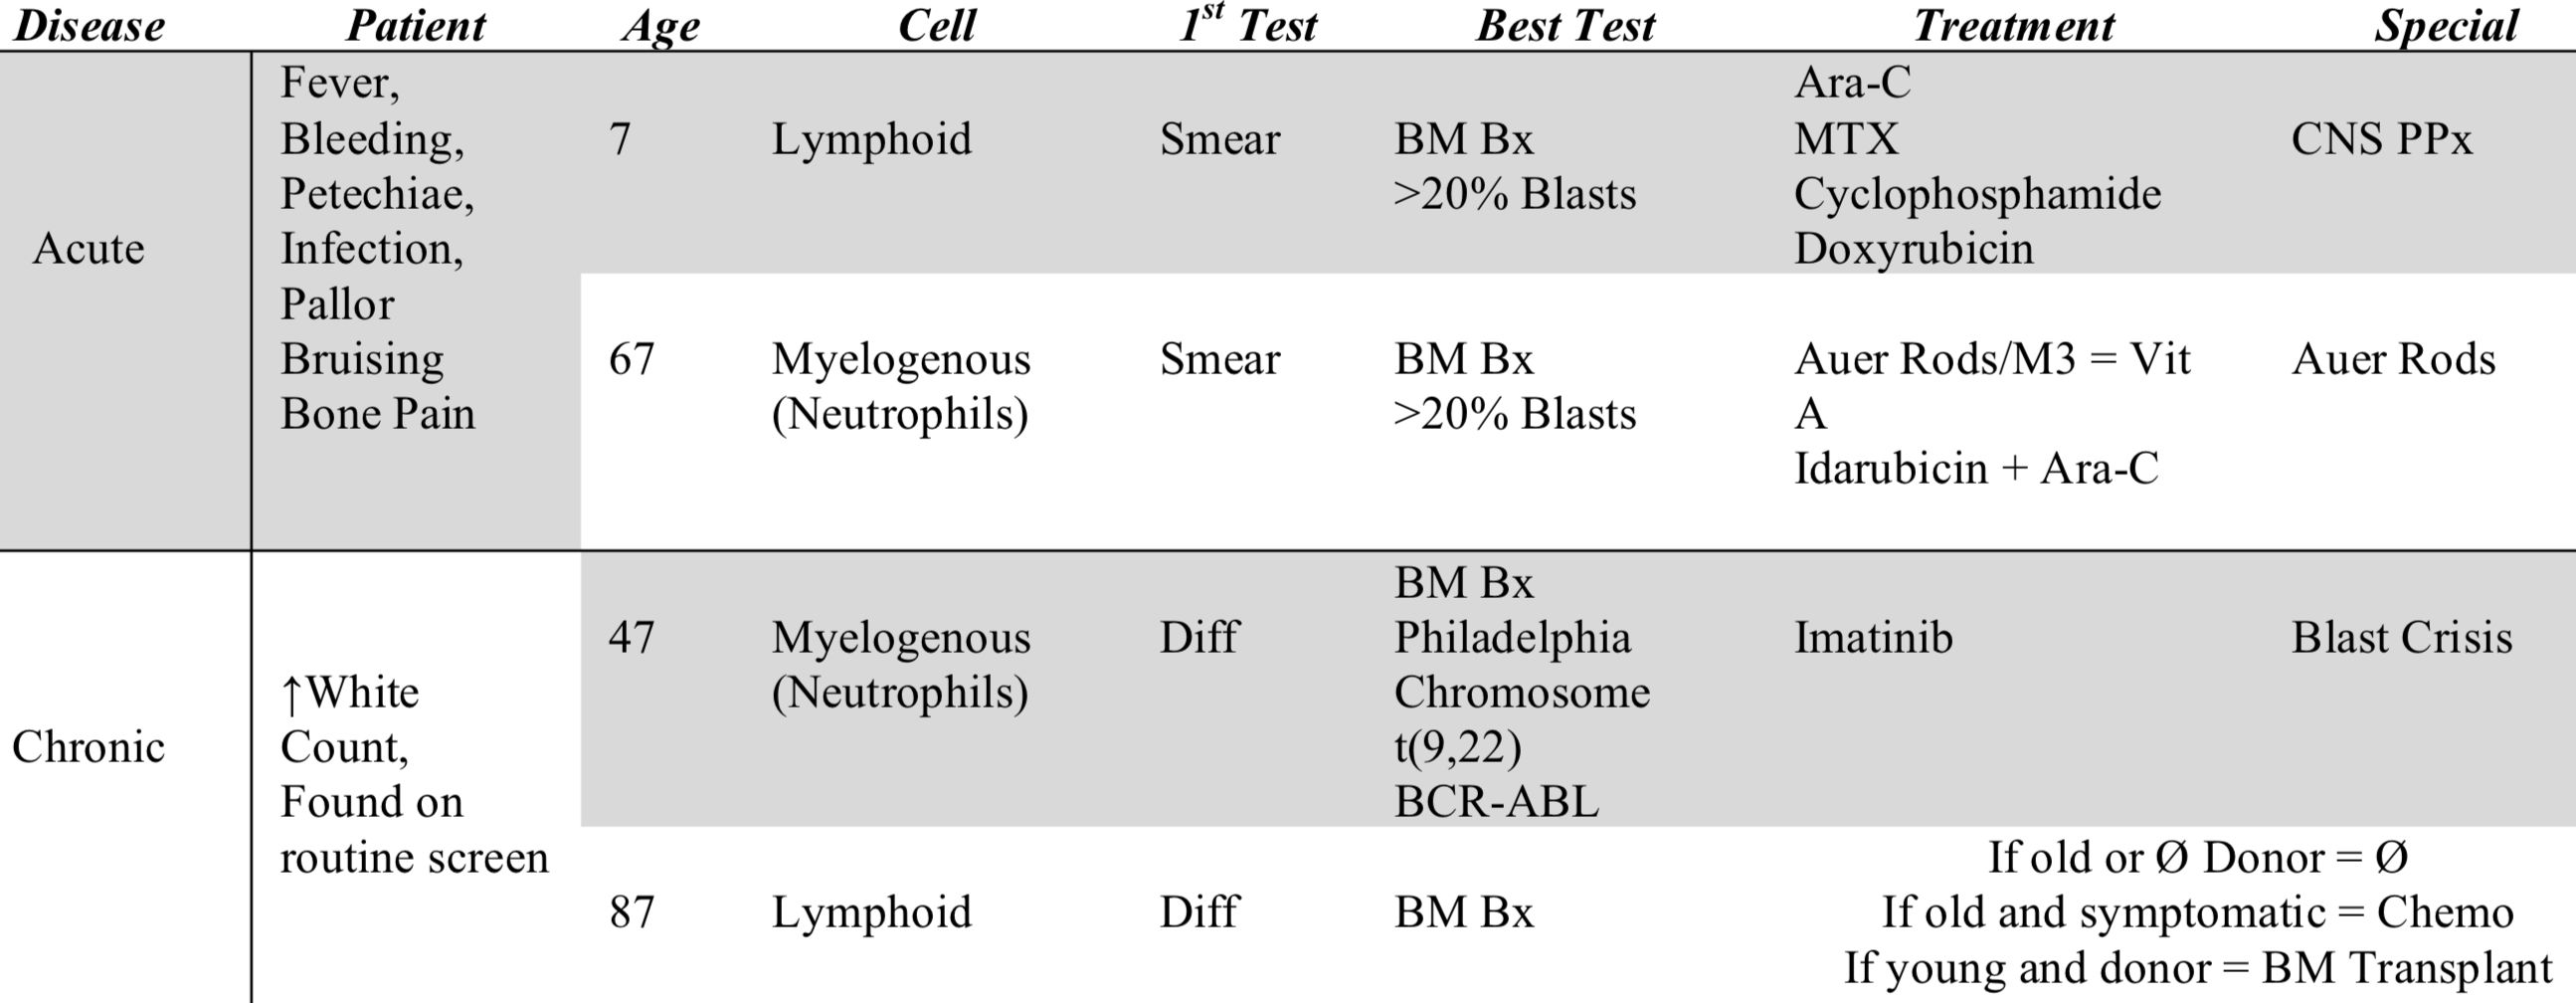 Disease Patient Age Cell 1st Test Best Test Treatment Special
Acute
Fever,
Bleeding,
Petechiae,
Infection,
Pallor
Bruising
Bone Pain
7
Lymphoid
Smear
BM Bx
>20% Blasts
Ara-C
MTX
Cyclophosphamide
Doxyrubicin
CNS PPx
67
Myelogenous
(Neutrophils)
Smear
BM Bx
>20% Blasts
Auer Rods/M3 = Vit
A
Idarubicin + Ara-C
Auer Rods
Chronic
↑White
Count,
Found on
routine screen
47
Myelogenous
(Neutrophils)
Diff
BM Bx
Philadelphia
Chromosome
t(9,22)
BCR-ABL
Imatinib
Blast Crisis
87
Lymphoid
Diff
BM Bx
If old or Ø Donor = Ø
If old and symptomatic = Chemo
If young and donor = BM Transplant